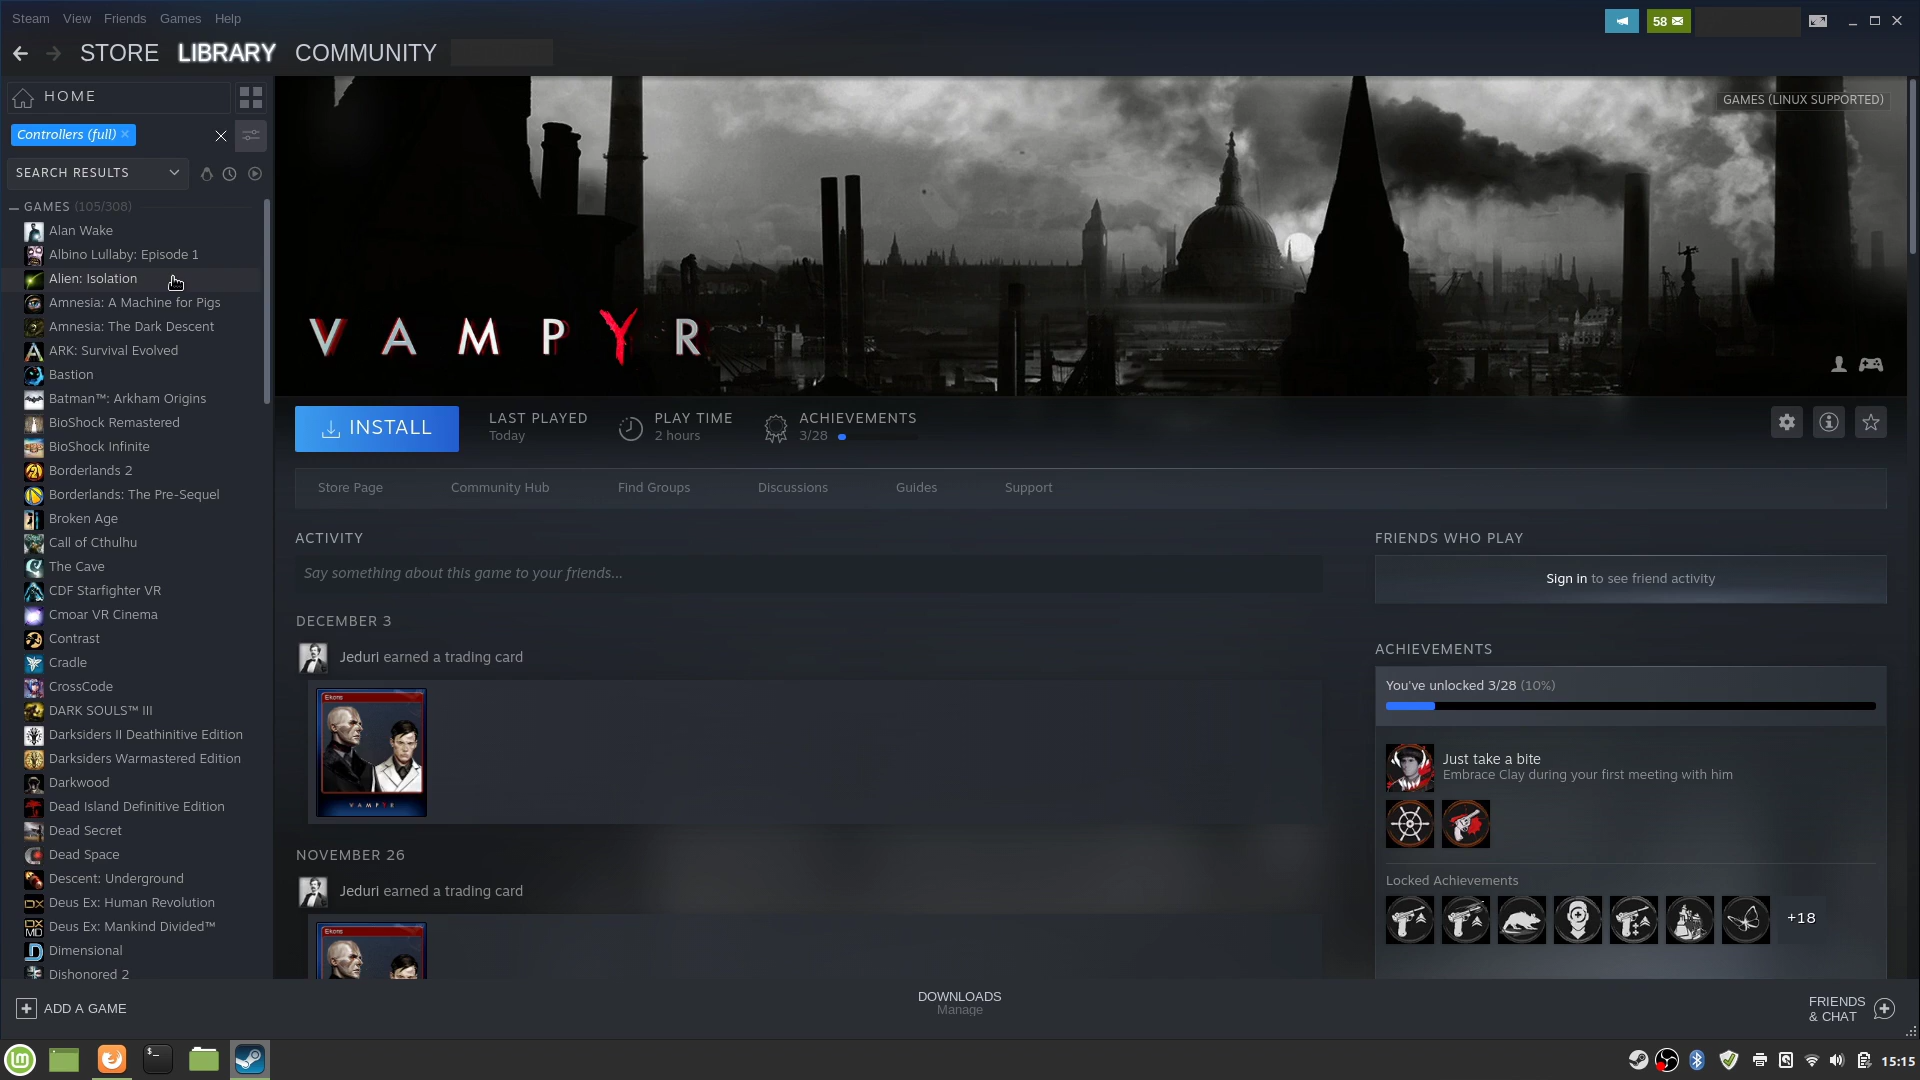 Steam View Friends Games Help
58
STORE LIBRARY COMMUNITY
HOME
Controllers (full) ×
SEARCH RESULTS
GAMES (105/308)
Alan Wake
Albino Lullaby: Episode 1
Alien: Isolation
Amnesia: A Machine for Pigs
Amnesia: The Dark Descent
ARK: Survival Evolved
Bastion
Batman™: Arkham Origins
BioShock Remastered
BioShock Infinite
Borderlands 2
Borderlands: The Pre-Sequel
Broken Age
Call of Cthulhu
The Cave
CDF Starfighter VR
Cmoar VR Cinema
Contrast
Cradle
CrossCode
DARK SOULS™ III
Darksiders II Deathinitive Edition
Darksiders Warmastered Edition
Darkwood
Dead Island Definitive Edition
Dead Secret
Dead Space
Descent: Underground
Deus Ex: Human Revolution
Deus Ex: Mankind Divided™
Dimensional
Dishonored 2
GAMES (LINUX SUPPORTED)
VAMPYR
INSTALL
LAST PLAYED
Today
PLAY TIME
2 hours
ACHIEVEMENTS
3/28
Store Page Community Hub Find Groups Discussions Guides Support
ACTIVITY
Say something about this game to your friends...
DECEMBER 3
Jeduri earned a trading card
Ekons
VAMPYR
NOVEMBER 26
Jeduri earned a trading card
Ekons
FRIENDS WHO PLAY
Sign in to see friend activity
ACHIEVEMENTS
You've unlocked 3/28 (10%)
Just take a bite
Embrace Clay during your first meeting with him
Locked Achievements
+18
ADD A GAME
DOWNLOADS
Manage
FRIENDS
& CHAT
15:15